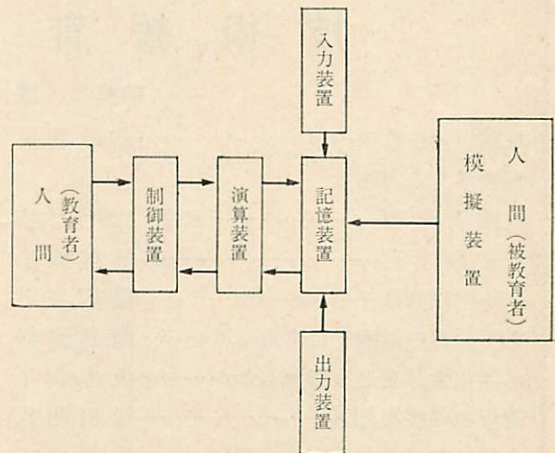 入力装置
人間
(教育者)
制御装置
演算装置
記憶装置
人間(被教育者)
模擬装置
出力装置